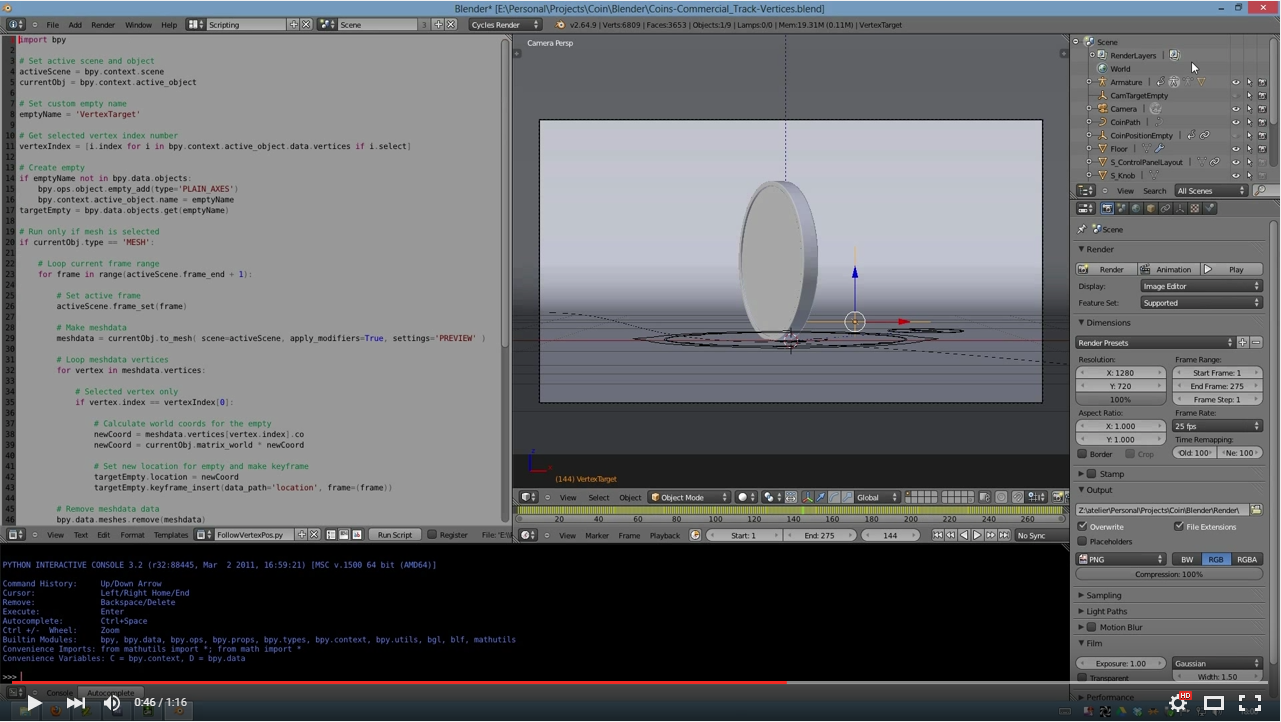 Blender* [E:\Personal\Projects\Coin\Blender\Coins-Commercial_Track-Vertices.blend]
File Add Render Window Help Scripting Scene 3 Cycles Render v2.64.9 | Verts:6809 | Faces:3653 | Objects:1/9 | Lamps:0/0 | Mem:19.31M (0.11M) | VertexTarget
1 import bpy
2
3 # Set active scene and object
4 activeScene = bpy.context.scene
5 currentObj = bpy.context.active_object
6
7 # Set custom empty name
8 emptyName = 'VertexTarget'
9
10 # Get selected vertex index number
11 vertexIndex = [i.index for i in bpy.context.active_object.data.vertices if i.select]
12
13 # Create empty
14 if emptyName not in bpy.data.objects:
15 bpy.ops.object.empty_add(type='PLAIN_AXES')
16 bpy.context.active_object.name = emptyName
17 targetEmpty = bpy.data.objects.get(emptyName)
18
19 # Run only if mesh is selected
20 if currentObj.type == 'MESH':
21
22 # Loop current frame range
23 for frame in range(activeScene.frame_end + 1):
24
25 # Set active frame
26 activeScene.frame_set(frame)
27
28 # Make meshdata
29 meshdata = currentObj.to_mesh( scene=activeScene, apply_modifiers=True, settings='PREVIEW' )
30
31 # Loop meshdata vertices
32 for vertex in meshdata.vertices:
33
34 # Selected vertex only
35 if vertex.index == vertexIndex[0]:
36
37 # Calculate world coords for the empty
38 newCoord = meshdata.vertices[vertex.index].co
39 newCoord = currentObj.matrix_world * newCoord
40
41 # Set new location for empty and make keyframe
42 targetEmpty.location = newCoord
43 targetEmpty.keyframe_insert(data_path='location', frame=(frame))
44
45 # Remove meshdata
46 bpy.data.meshes.remove(meshdata)
View Text Edit Format Templates FollowVertexPos.py Run Script Register File:
Camera Persp
(144) VertexTarget
View Select Object Object Mode Global
20 40 60 80 100 120 140 160 180 200 220 240 260
View Marker Frame Playback Start: 1 End: 275 144 No Sync
Scene
RenderLayers
World
Armature
CamTargetEmpty
Camera
CoinPath
CoinPositionEmpty
Floor
S_ControlPanelLayout
S_Knob
View Search All Scenes
Scene
Render
Render Animation Play
Display: Image Editor
Feature Set: Supported
Dimensions
Render Presets
Resolution: Frame Range:
X: 1280 Start Frame: 1
Y: 720 End Frame: 275
100% Frame Step: 1
Aspect Ratio: Frame Rate:
X: 1.000 25 fps
Y: 1.000 Time Remapping:
Border Crop Old: 100 Ne: 100
Stamp
Output
Z:\atelier\Personal\Projects\Coin\Blender\Render\
Overwrite File Extensions
Placeholders
PNG BW RGB RGBA
Compression: 100%
Sampling
Light Paths
Motion Blur
Film
Exposure: 1.00 Gaussian
Transparent Width: 1.50
Performance
PYTHON INTERACTIVE CONSOLE 3.2 (r32:88445, Mar 2 2011, 16:59:21) [MSC v.1500 64 bit (AMD64)]
Command History: Up/Down Arrow
Cursor: Left/Right Home/End
Remove: Backspace/Delete
Execute: Enter
Autocomplete: Ctrl+Space
Ctrl +/- Wheel: Zoom
Builtin Modules: bpy, bpy.data, bpy.ops, bpy.props, bpy.types, bpy.context, bpy.utils, bgl, blf, mathutils
Convenience Imports: from mathutils import *; from math import *
Convenience Variables: C = bpy.context, D = bpy.data
>>>
Console Autocomplete
0:46 / 1:16 HD